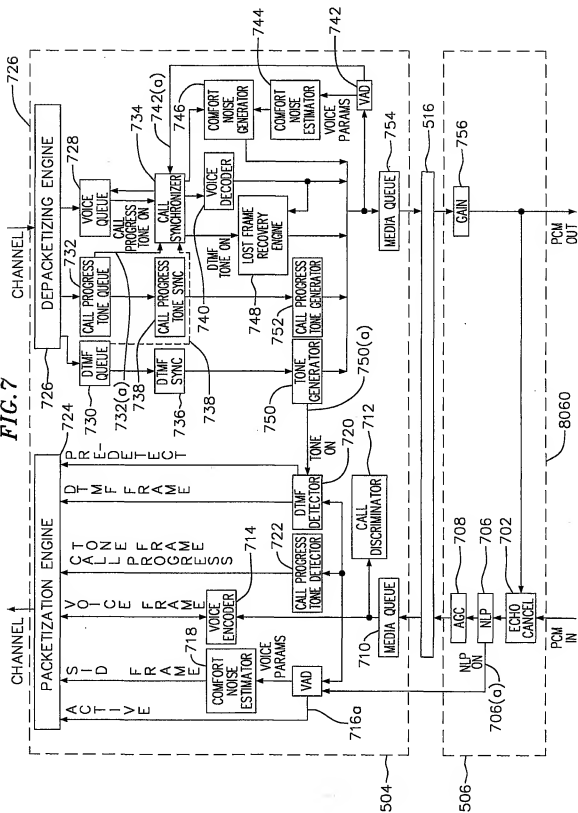 FIG. 7
CHANNEL
CHANNEL
724
726
726
PACKETIZATION ENGINE
DEPACKETIZING ENGINE
ACTIVE
SID FRAME
VOICE FRAME
CALL PROGRESS
TONE FRAME
DTMF FRAME
PRE-DETECT
730
DTMF
QUEUE
732
CALL PROGRESS
TONE QUEUE
728
VOICE
QUEUE
CALL
PROGRESS
TONE ON
734
742(a)
732(a)
738
736
DTMF
SYNC
CALL PROGRESS
TONE SYNC
738
CALL
SYNCHRONIZER
746
COMFORT
NOISE
GENERATOR
744
COMFORT
NOISE
ESTIMATOR
VOICE
PARAMS
742
VAD
740
VOICE
DECODER
DTMF
TONE ON
748
LOST FRAME
RECOVERY
ENGINE
750
TONE
GENERATOR
752
CALL PROGRESS
TONE GENERATOR
750(a)
TONE
ON
718
COMFORT
NOISE
ESTIMATOR
VOICE
PARAMS
VAD
716a
714
VOICE
ENCODER
722
CALL PROGRESS
TONE DETECTOR
720
DTMF
DETECTOR
712
CALL
DISCRIMINATOR
710
MEDIA QUEUE
MEDIA QUEUE
754
504
516
506
NLP
ON
706(a)
AGC
708
NLP
706
ECHO
CANCEL
702
GAIN
756
PCM
IN
PCM
OUT
8060